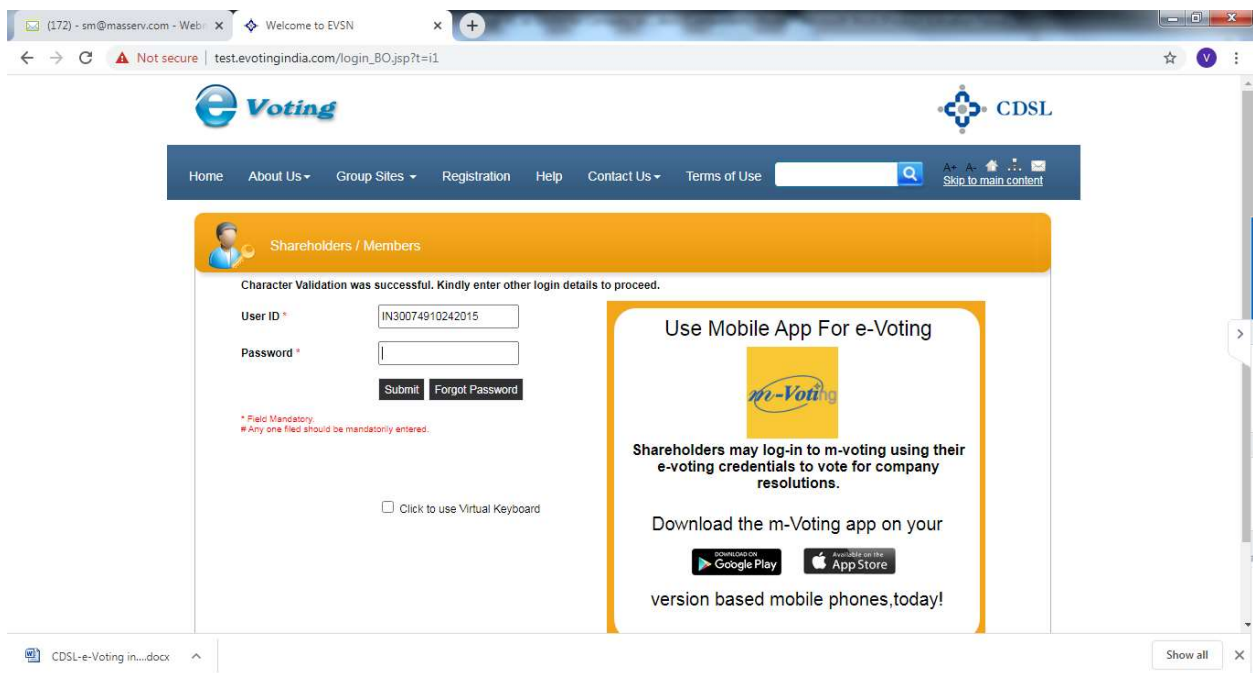 (172) - sm@masserv.com - Web
Welcome to EVSN
Not secure | test.evotingindia.com/login_BO.jsp?t=i1
V
e Voting
CDSL
Home About Us Group Sites Registration Help Contact Us Terms of Use
A+ A-
Skip to main content
Shareholders / Members
Character Validation was successful. Kindly enter other login details to proceed.
User ID * IN30074910242015
Password *
Submit Forgot Password
* Field Mandatory.
# Any one filed should be mandatorily entered.
Click to use Virtual Keyboard
Use Mobile App For e-Voting
m-Voting
Shareholders may log-in to m-voting using their
e-voting credentials to vote for company
resolutions.
Download the m-Voting app on your
DOWNLOAD ON
Google Play
Available on the
App Store
version based mobile phones,today!
CDSL-e-Voting in....docx
Show all